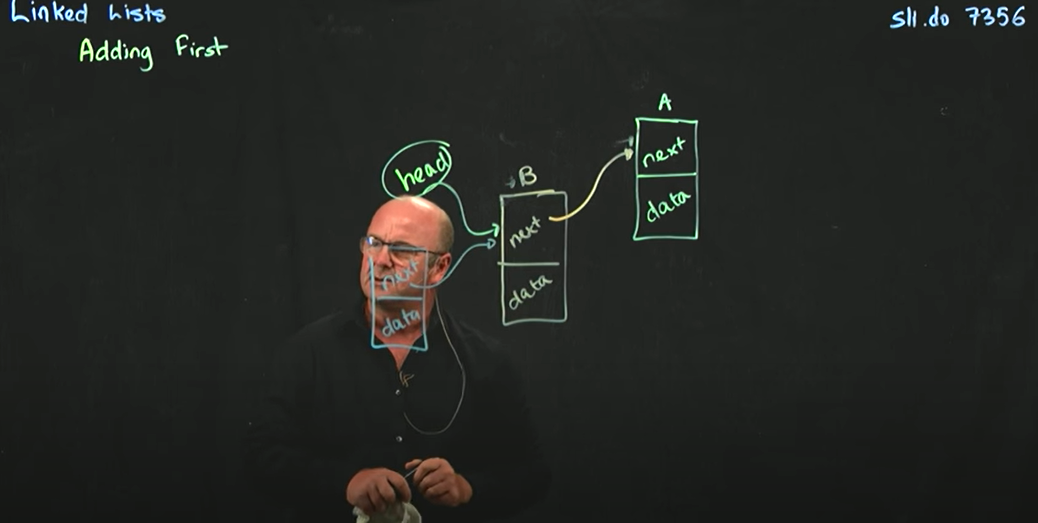 Linked Lists
sli.do 7356
Adding First
A
next
data
head
B
next
data
next
data